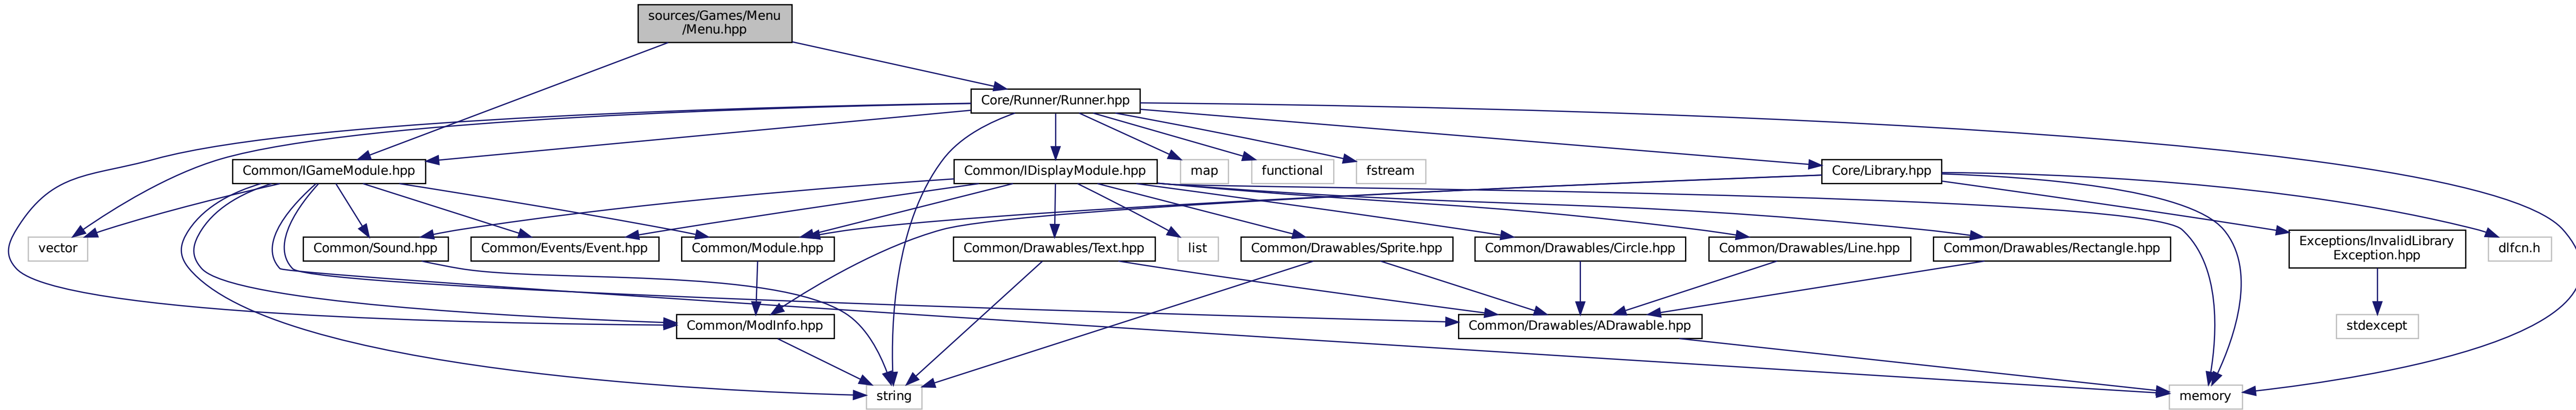 sources/Games/Menu
/Menu.hpp
Core/Runner/Runner.hpp
Common/IGameModule.hpp
Common/IDisplayModule.hpp
map
functional
fstream
Core/Library.hpp
vector
Common/Sound.hpp
Common/Events/Event.hpp
Common/Module.hpp
Common/Drawables/Text.hpp
list
Common/Drawables/Sprite.hpp
Common/Drawables/Circle.hpp
Common/Drawables/Line.hpp
Common/Drawables/Rectangle.hpp
Exceptions/InvalidLibrary
Exception.hpp
dlfcn.h
Common/ModInfo.hpp
Common/Drawables/ADrawable.hpp
stdexcept
string
memory